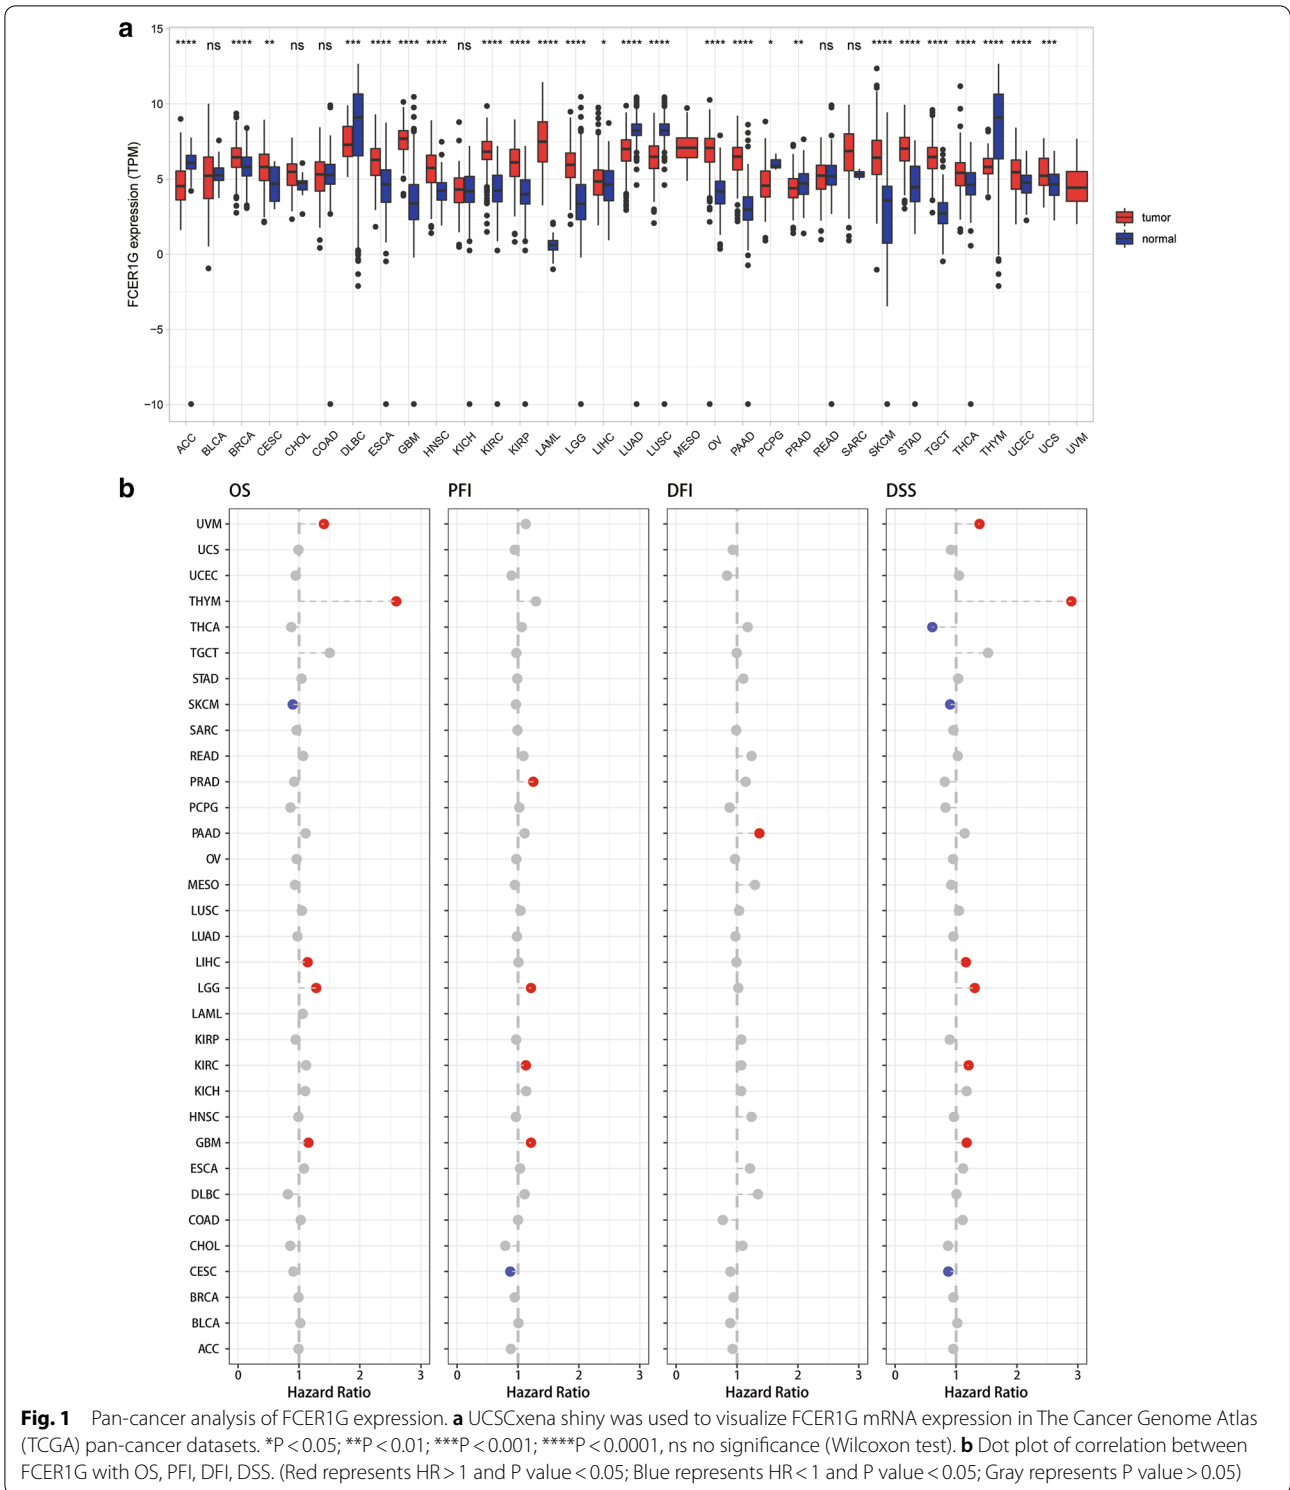 a
15
10
5
0
−5
−10
FCER1G expression (TPM)
**** ns **** ** ns ns *** **** **** **** ns **** **** **** **** * **** **** **** **** * ** ns ns **** **** **** **** **** **** ***
tumor
normal
ACC BLCA BRCA CESC CHOL COAD DLBC ESCA GBM HNSC KICH KIRC KIRP LAML LGG LIHC LUAD LUSC MESO OV PAAD PCPG PRAD READ SARC SKCM STAD TGCT THCA THYM UCEC UCS UVM
b
OS PFI DFI DSS
UVM
UCS
UCEC
THYM
THCA
TGCT
STAD
SKCM
SARC
READ
PRAD
PCPG
PAAD
OV
MESO
LUSC
LUAD
LIHC
LGG
LAML
KIRP
KIRC
KICH
HNSC
GBM
ESCA
DLBC
COAD
CHOL
CESC
BRCA
BLCA
ACC
0 1 2 3 0 1 2 3 0 1 2 3 0 1 2 3
Hazard Ratio Hazard Ratio Hazard Ratio Hazard Ratio
Fig. 1 Pan-cancer analysis of FCER1G expression. a UCSCxena shiny was used to visualize FCER1G mRNA expression in The Cancer Genome Atlas
(TCGA) pan-cancer datasets. *P < 0.05; **P < 0.01; ***P < 0.001; ****P < 0.0001, ns no significance (Wilcoxon test). b Dot plot of correlation between
FCER1G with OS, PFI, DFI, DSS. (Red represents HR > 1 and P value < 0.05; Blue represents HR < 1 and P value < 0.05; Gray represents P value > 0.05)